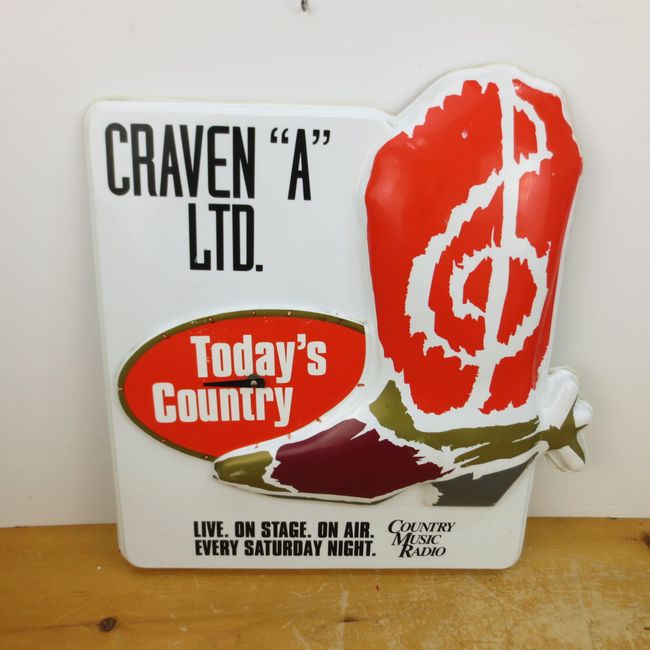 CRAVEN "A"
LTD.
Today's
Country
LIVE. ON STAGE. ON AIR.
EVERY SATURDAY NIGHT.
COUNTRY
MUSIC
RADIO